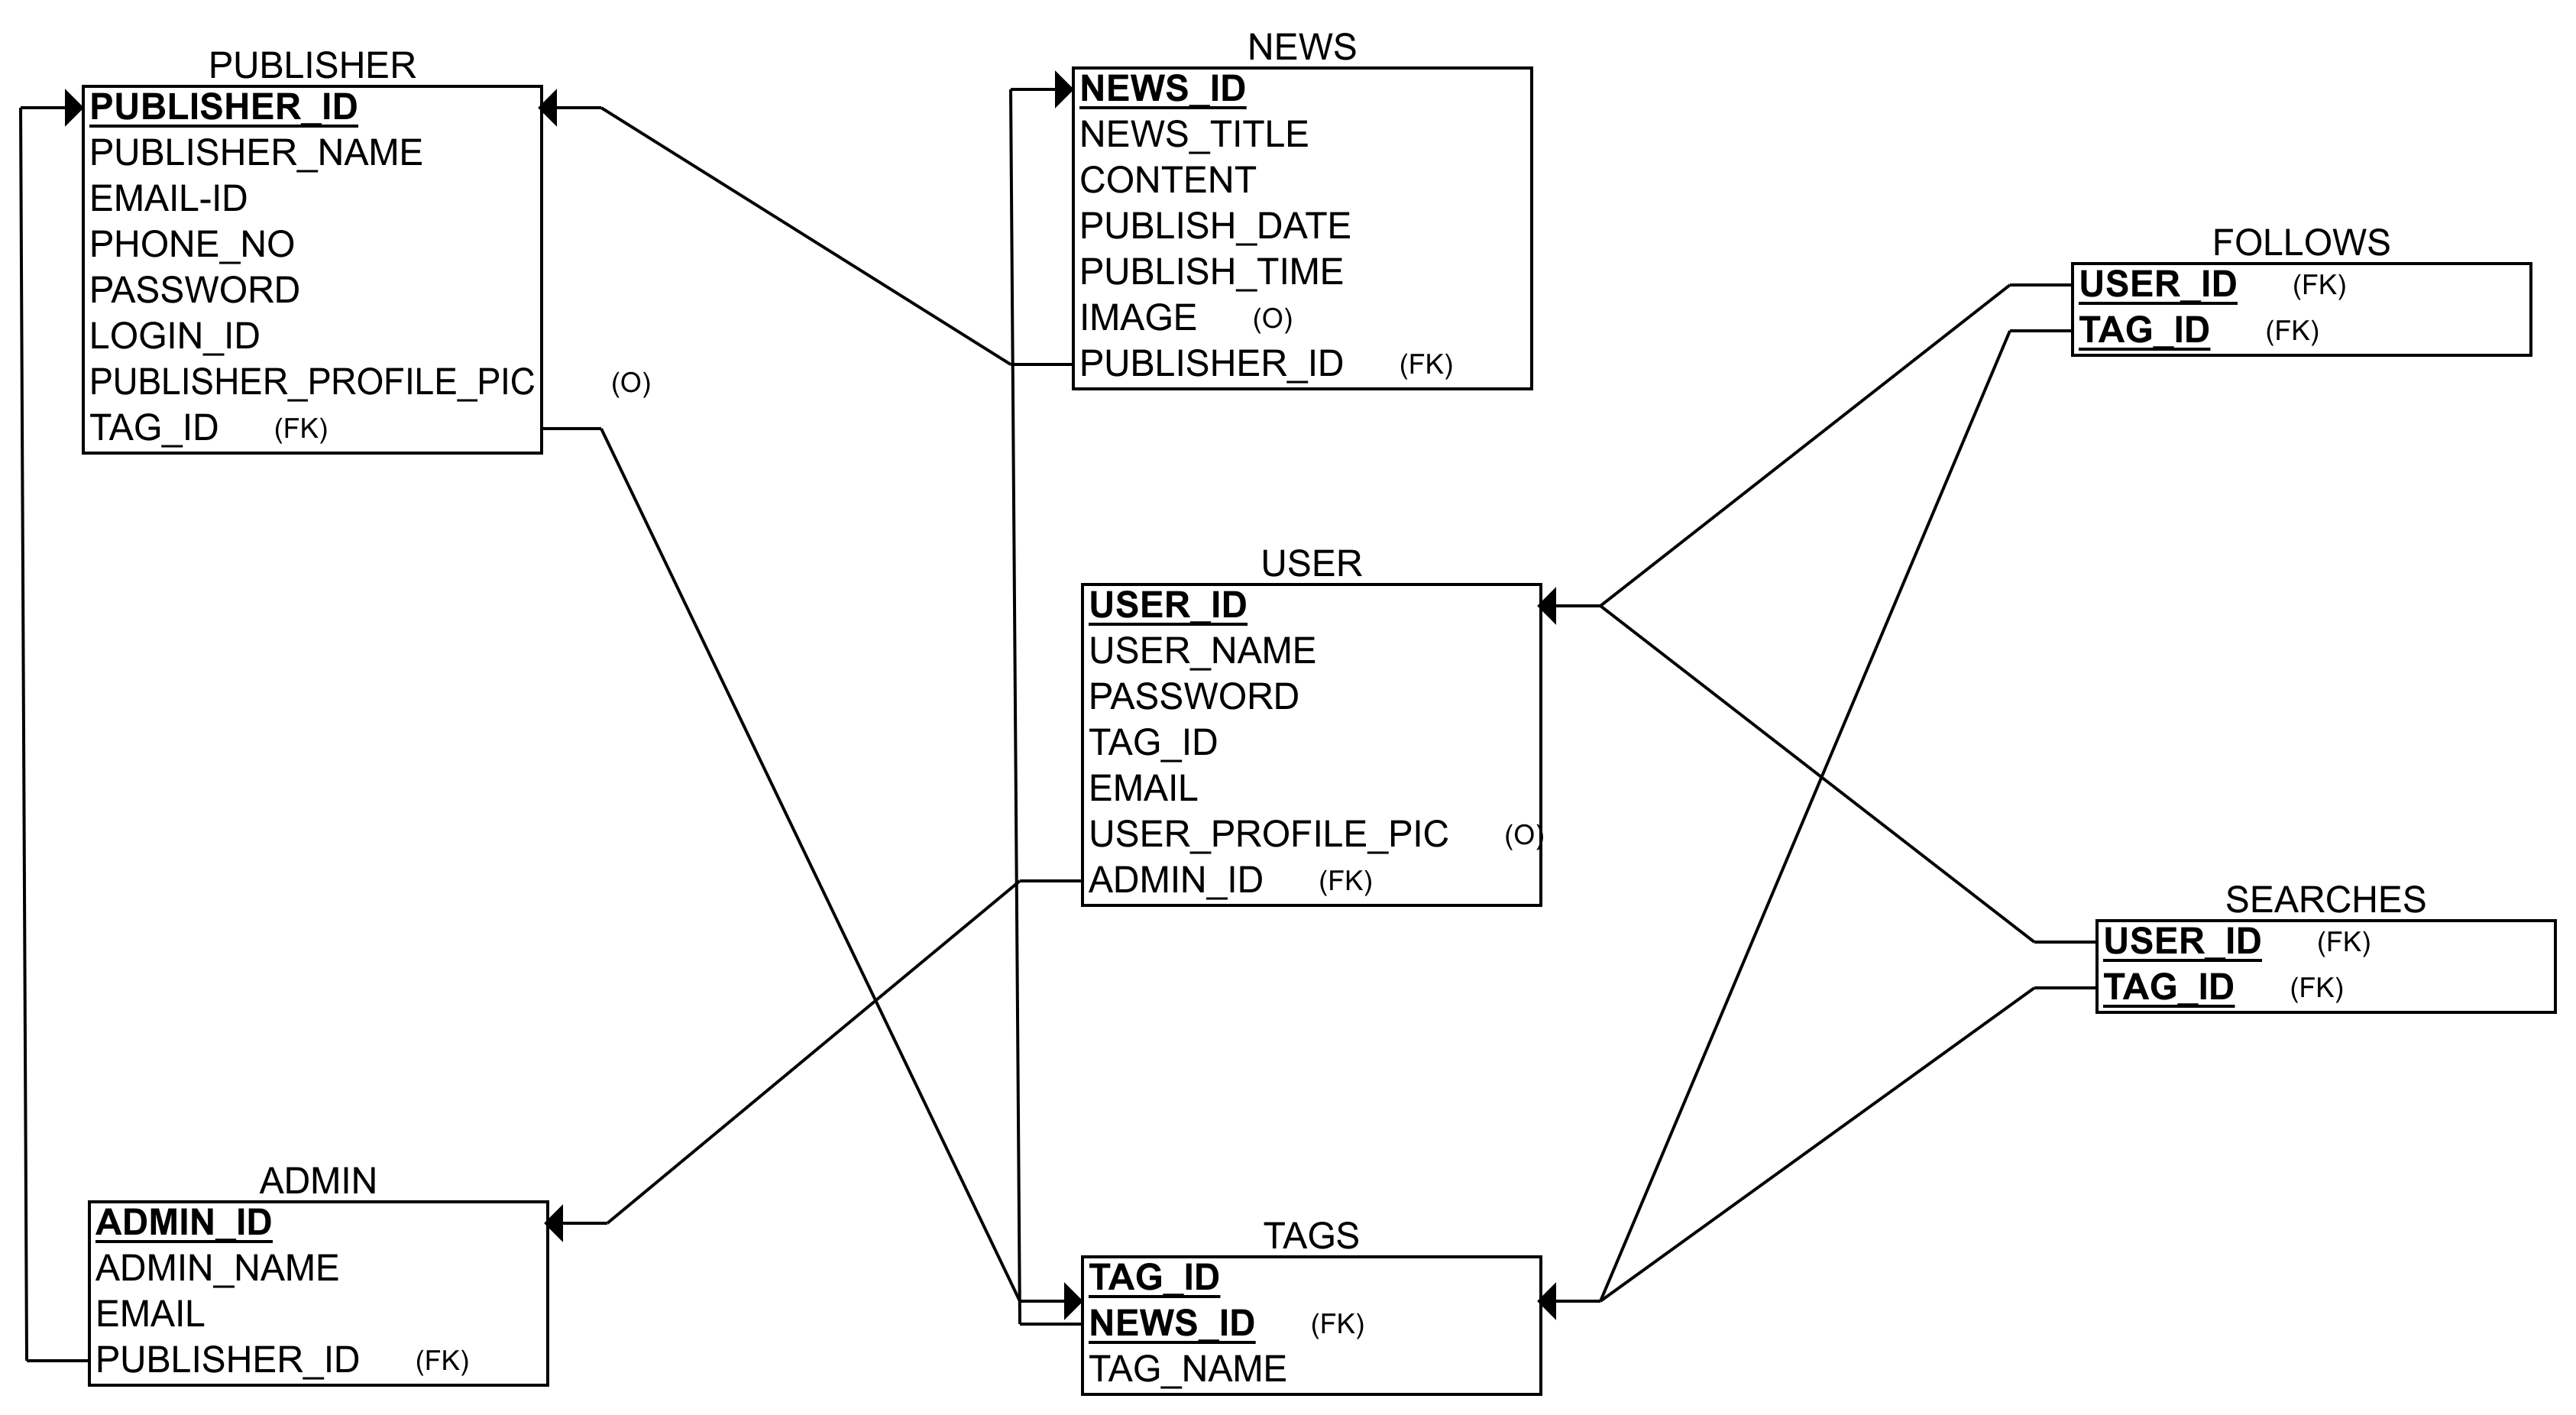 PUBLISHER
PUBLISHER_ID
PUBLISHER_NAME
EMAIL-ID
PHONE_NO
PASSWORD
LOGIN_ID
PUBLISHER_PROFILE_PIC (O)
TAG_ID (FK)
NEWS
NEWS_ID
NEWS_TITLE
CONTENT
PUBLISH_DATE
PUBLISH_TIME
IMAGE (O)
PUBLISHER_ID (FK)
FOLLOWS
USER_ID (FK)
TAG_ID (FK)
USER
USER_ID
USER_NAME
PASSWORD
TAG_ID
EMAIL
USER_PROFILE_PIC (O)
ADMIN_ID (FK)
SEARCHES
USER_ID (FK)
TAG_ID (FK)
ADMIN
ADMIN_ID
ADMIN_NAME
EMAIL
PUBLISHER_ID (FK)
TAGS
TAG_ID
NEWS_ID (FK)
TAG_NAME